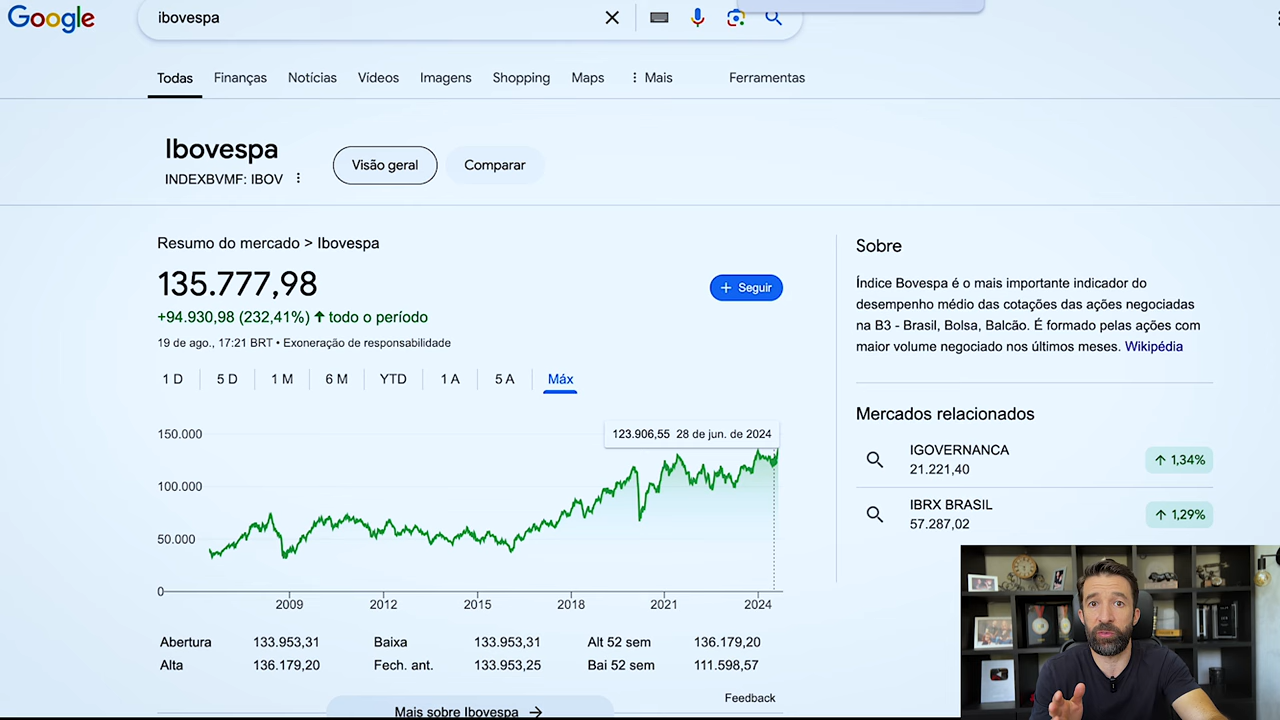 Google
ibovespa
Todas Finanças Notícias Vídeos Imagens Shopping Maps Mais Ferramentas
Ibovespa
INDEXBVMF: IBOV
Visão geral Comparar
Resumo do mercado > Ibovespa
135.777,98
+ Seguir
+94.930,98 (232,41%) ↑ todo o período
19 de ago., 17:21 BRT • Exoneração de responsabilidade
1 D 5 D 1 M 6 M YTD 1 A 5 A Máx
123.906,55 28 de jun. de 2024
150.000
100.000
50.000
0
2009 2012 2015 2018 2021 2024
Abertura 133.953,31 Baixa 133.953,31 Alt 52 sem 136.179,20
Alta 136.179,20 Fech. ant. 133.953,25 Bai 52 sem 111.598,57
Feedback
Mais sobre Ibovespa →
Sobre
Índice Bovespa é o mais importante indicador do
desempenho médio das cotações das ações negociadas
na B3 - Brasil, Bolsa, Balcão. É formado pelas ações com
maior volume negociado nos últimos meses. Wikipédia
Mercados relacionados
IGOVERNANCA
21.221,40
↑ 1,34%
IBRX BRASIL
57.287,02
↑ 1,29%